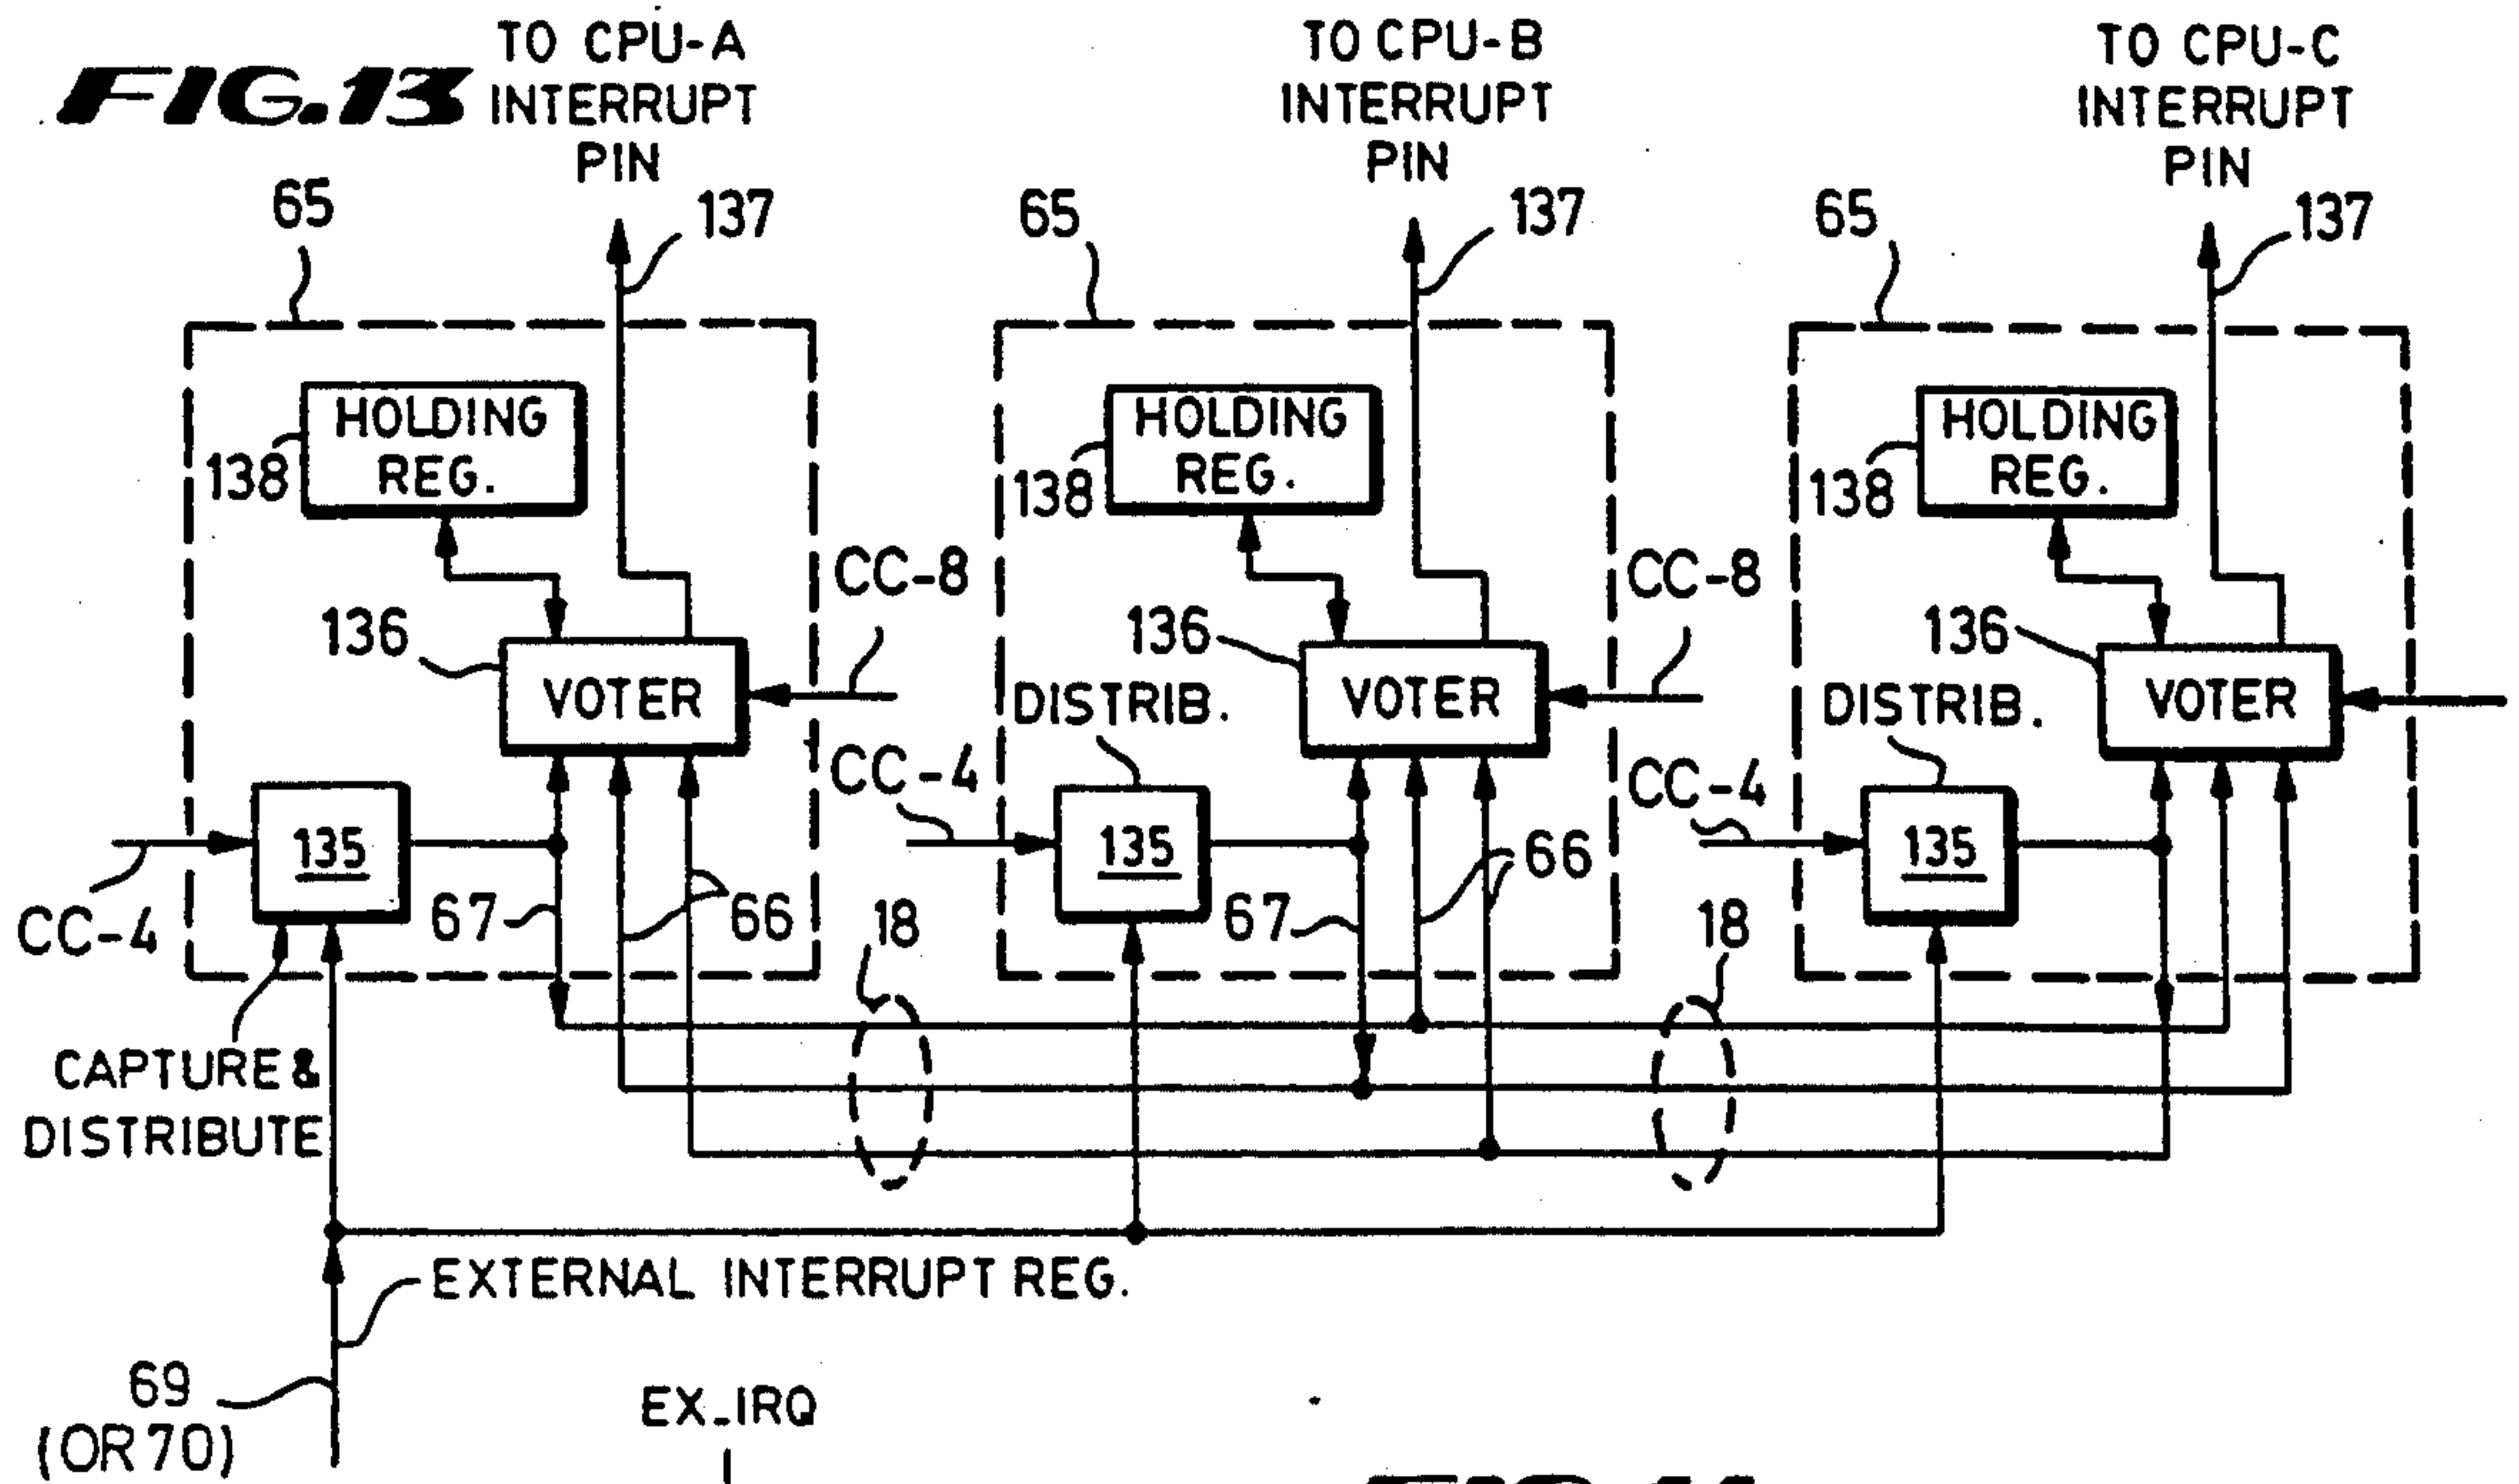 FIG. 13
TO CPU-A
INTERRUPT
PIN
TO CPU-B
INTERRUPT
PIN
TO CPU-C
INTERRUPT
PIN
65
137
65
137
65
137
HOLDING
REG.
138
HOLDING
REG.
138
HOLDING
REG.
138
CC-8
CC-8
136
VOTER
136
VOTER
136
VOTER
DISTRIB.
DISTRIB.
CC-4
CC-4
135
135
135
CC-4
67
66
18
67
66
18
CAPTURE &
DISTRIBUTE
EXTERNAL INTERRUPT REG.
69
(OR 70)
EX_IRQ